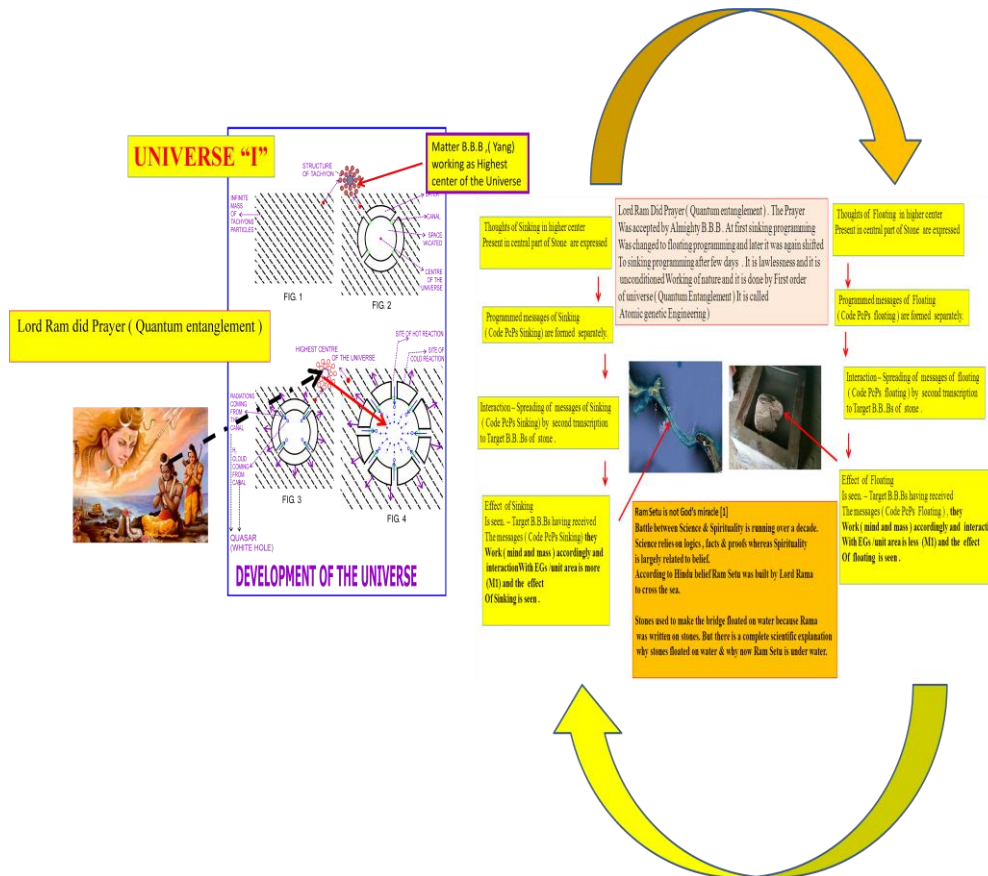 UNIVERSE "I"
Matter B.B.B ,( Yang)
working as Highest
center of the Universe
STRUCTURE
OF TACHYON
INFINITE
MASS
OF
TACHYONS
PARTICLES
CANAL
SPACE
VACATED
CENTRE
OF THE
UNIVERSE
FIG. 1
FIG. 2
Lord Ram did Prayer ( Quantum entanglement )
HIGHEST CENTRE
OF THE UNIVERSE
SITE OF HOT REACTION
SITE OF
COLD REACTION
RADIATIONS
COMING
FROM
THE
CANAL
H.
CLOUD
COMING
FROM
CANAL
FIG. 3
FIG. 4
QUASAR
(WHITE HOLE)
DEVELOPMENT OF THE UNIVERSE
Thoughts of Sinking in higher center
Present in central part of Stone are expressed
Programmed messages of Sinking
( Code PcPs Sinking) are formed separately.
Interaction – Spreading of messages of Sinking
( Code PcPs Sinking) by second transcription
to Target B.B..Bs of stone .
Effect of Sinking
Is seen. – Target B.B.Bs having received
The messages ( Code PcPs Sinking) they
Work ( mind and mass ) accordingly and
interactionWith EGs /unit area is more
(M1) and the effect
Of Sinking is seen .
Lord Ram Did Prayer ( Quantum entanglement) . The Prayer
Was accepted by Almighty B.B.B . At first sinking programming
Was changed to floating programming and later it was again shifted
To sinking programming after few days . It is lawlessness and it is
unconditioned Working of nature and it is done by First order
of universe ( Quantum Entanglement ) It is called
Atomic genetic Engineering )
Ram Setu is not God's miracle [1]
Battle between Science & Spirituality is running over a decade.
Science relies on logics , facts & proofs whereas Spirituality
is largely related to belief.
According to Hindu belief Ram Setu was built by Lord Rama
to cross the sea.
Stones used to make the bridge floated on water because Rama
was written on stones. But there is a complete scientific explanation
why stones floated on water & why now Ram Setu is under water.
Thoughts of Floating in higher center
Present in central part of Stone are expressed
Programmed messages of Floating
( Code PcPs floating) are formed separately.
Interaction – Spreading of messages of floating
( Code PcPs floating) by second transcription
to Target B.B..Bs of stone .
Effect of Floating
Is seen. – Target B.B.Bs having received
The messages ( Code PcPs Floating) , they
Work ( mind and mass ) accordingly and interaction
With EGs /unit area is less (M1) and the effect
Of floating is seen .